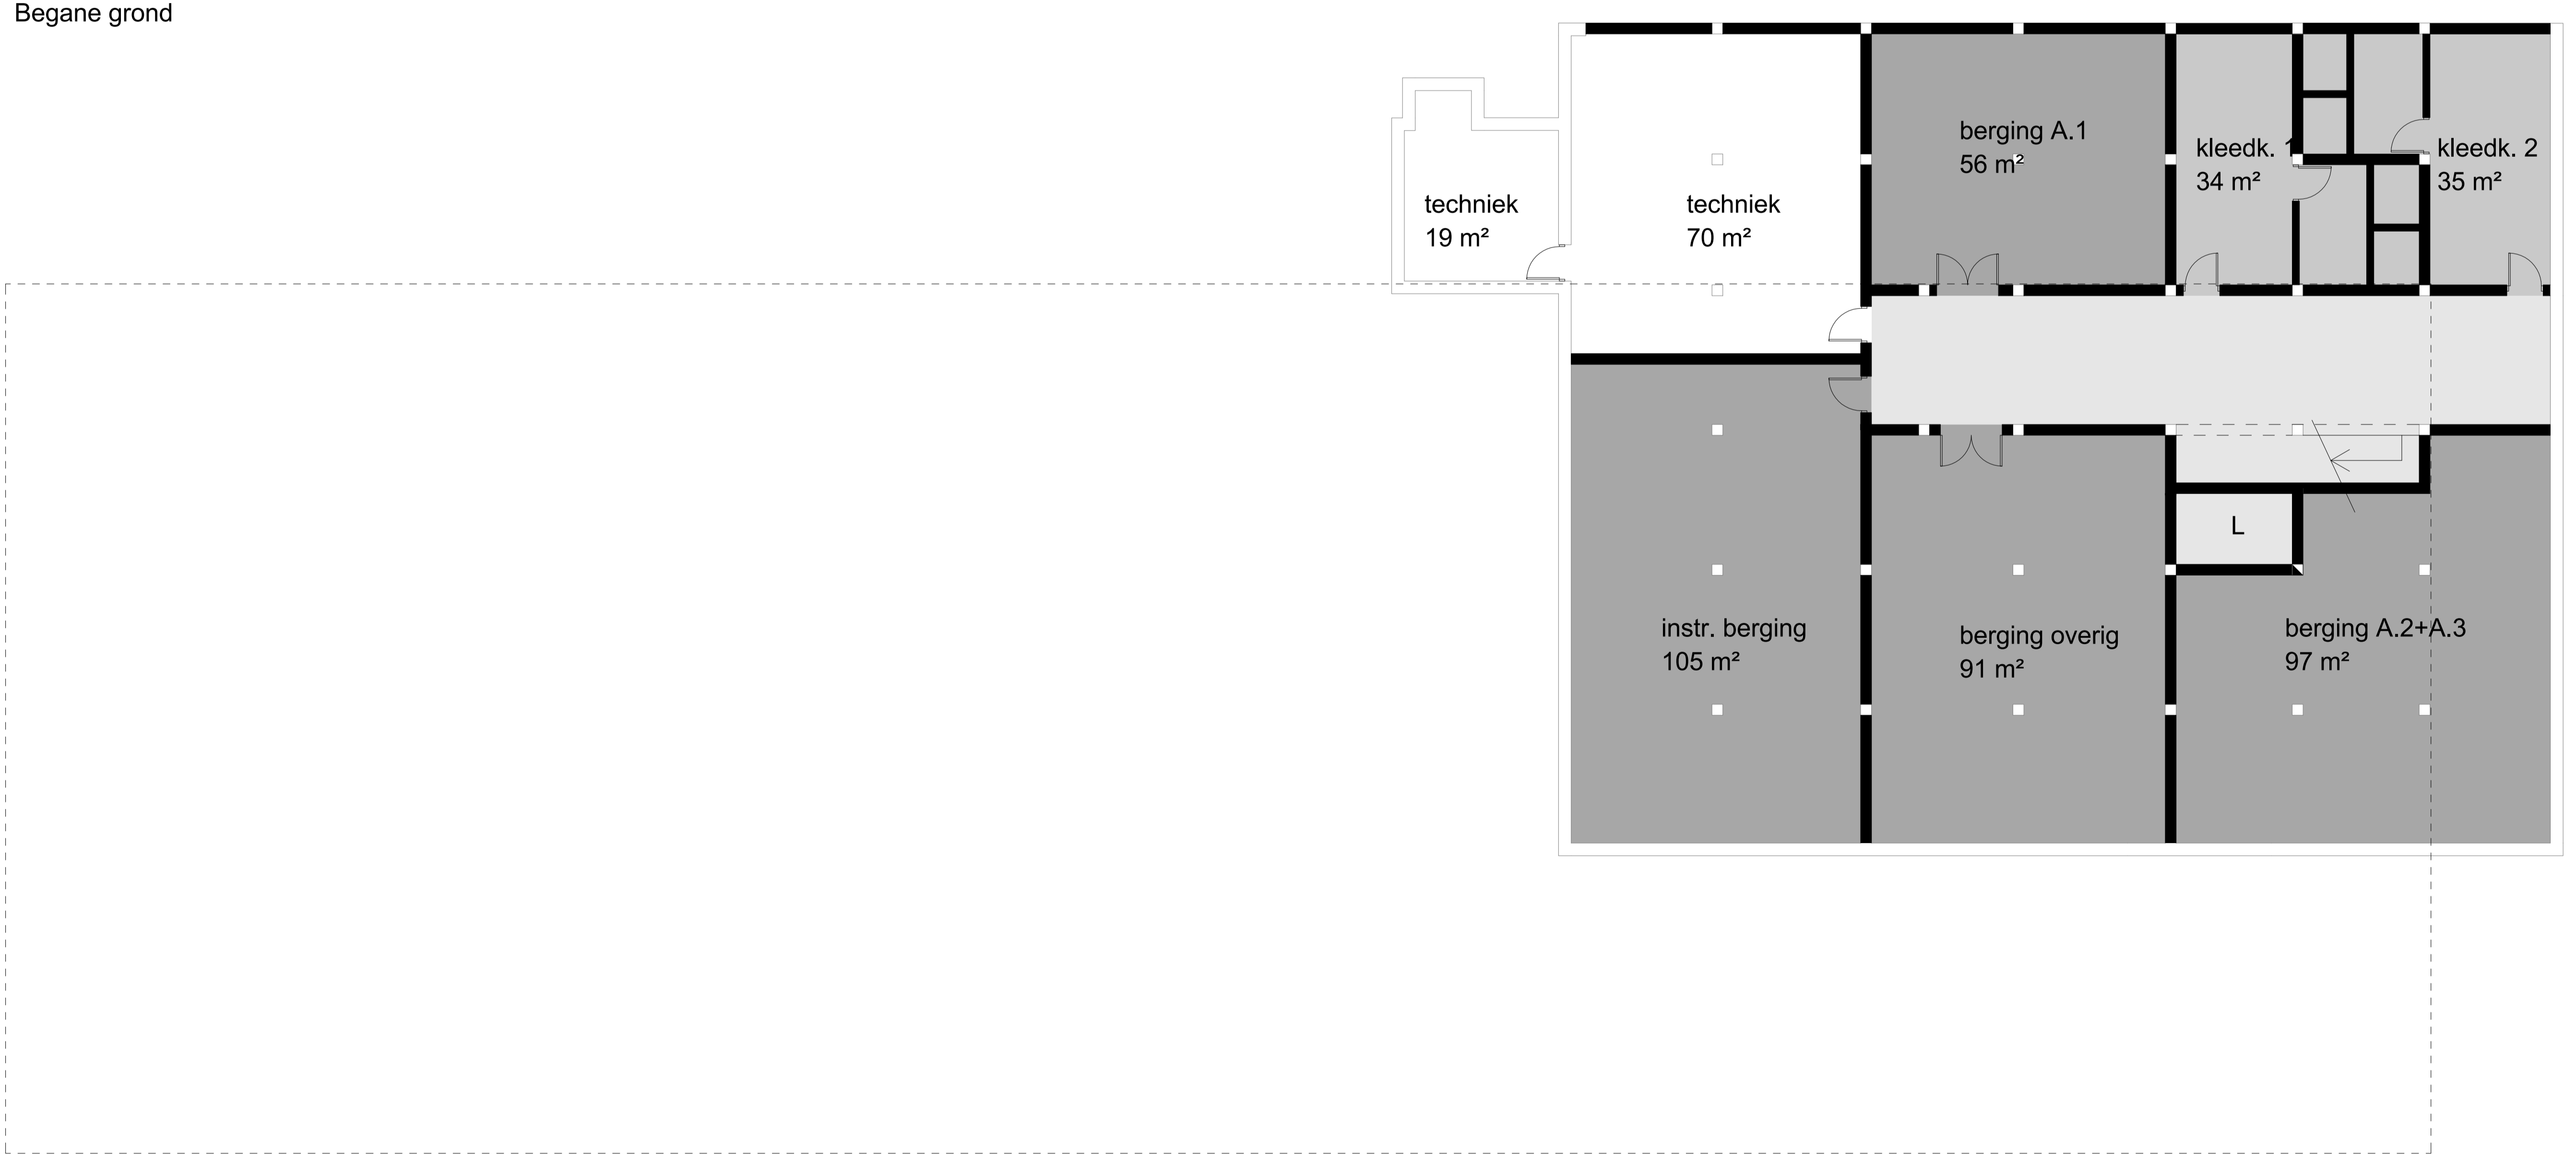 Begane grond
berging A.1
56 m²
kleedk. 1
34 m²
kleedk. 2
35 m²
techniek
19 m²
techniek
70 m²
L
instr. berging
105 m²
berging overig
91 m²
berging A.2+A.3
97 m²